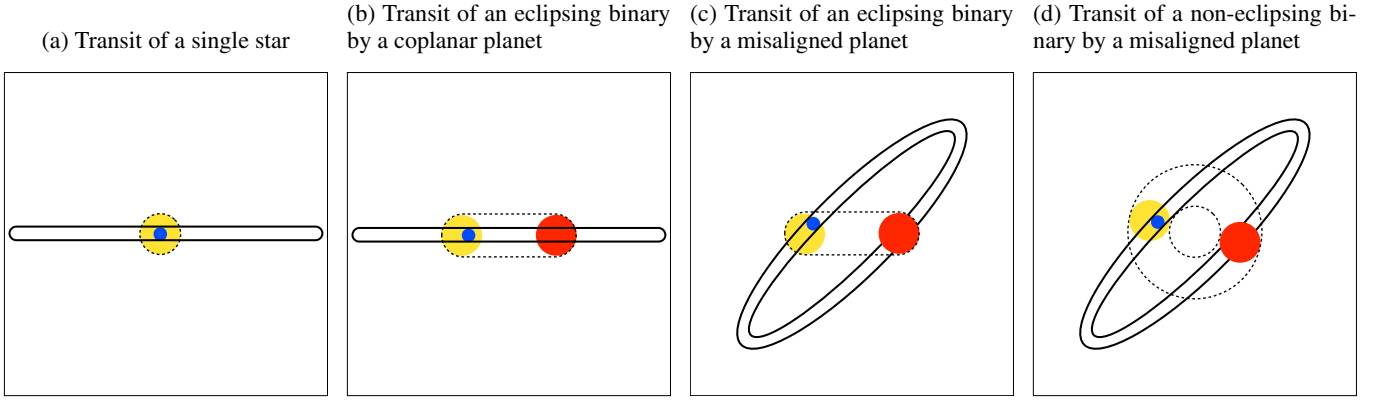 (a) Transit of a single star
(b) Transit of an eclipsing binary
by a coplanar planet
(c) Transit of an eclipsing binary
by a misaligned planet
(d) Transit of a non-eclipsing bi-
nary by a misaligned planet